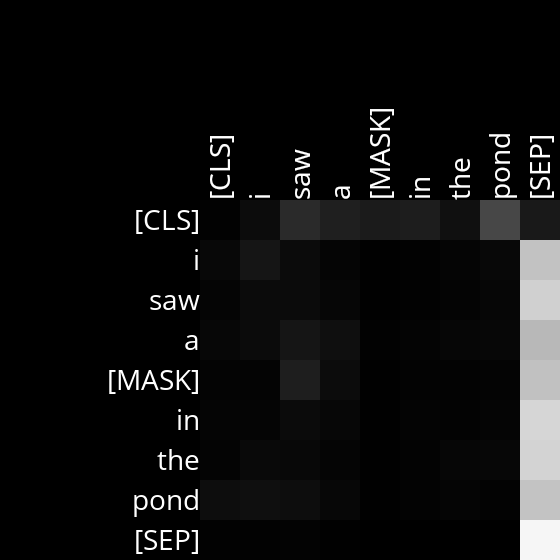 [CLS] i saw a [MASK] in the pond [SEP]
[CLS]
i
saw
a
[MASK]
in
the
pond
[SEP]